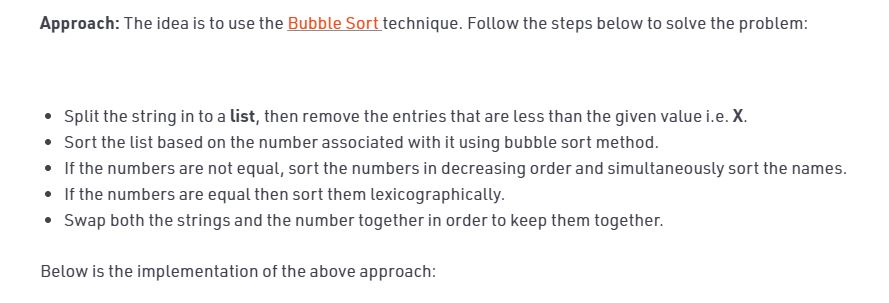 Approach: The idea is to use the Bubble Sort technique. Follow the steps below to solve the problem:
• Split the string in to a list, then remove the entries that are less than the given value i.e. X.
• Sort the list based on the number associated with it using bubble sort method.
• If the numbers are not equal, sort the numbers in decreasing order and simultaneously sort the names.
• If the numbers are equal then sort them lexicographically.
• Swap both the strings and the number together in order to keep them together.
Below is the implementation of the above approach: